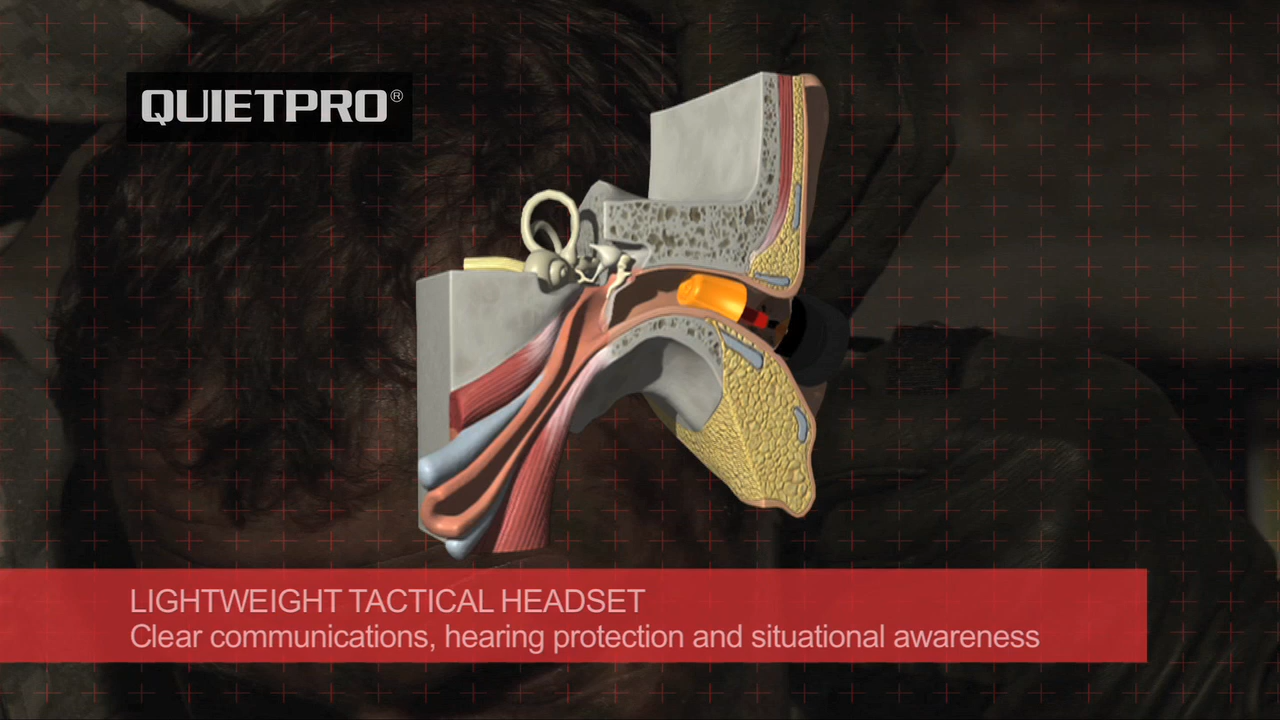 QUIETPRO®
LIGHTWEIGHT TACTICAL HEADSET
Clear communications, hearing protection and situational awareness